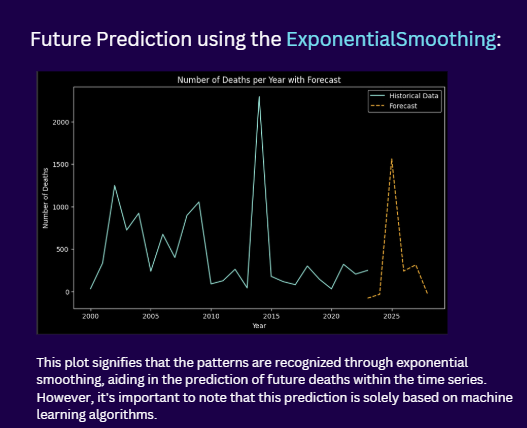 Future Prediction using the ExponentialSmoothing:
Number of Deaths per Year with Forecast
Historical Data
Forecast
Number of Deaths
2000
1500
1000
500
0
2000 2005 2010 2015 2020 2025
Year
This plot signifies that the patterns are recognized through exponential
smoothing, aiding in the prediction of future deaths within the time series.
However, it's important to note that this prediction is solely based on machine
learning algorithms.